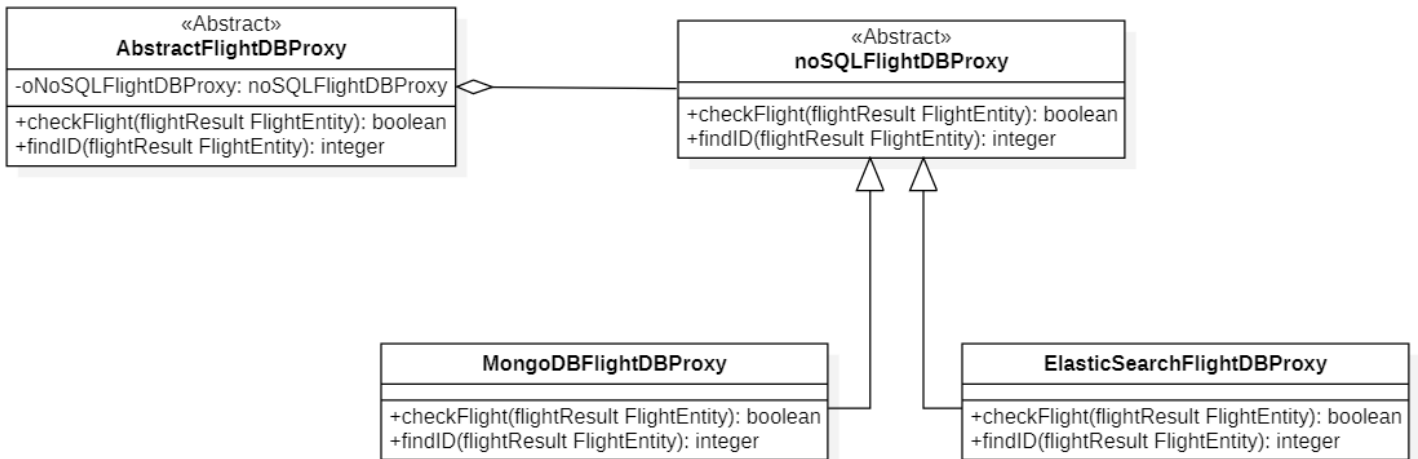 «Abstract»
AbstractFlightDBProxy
-oNoSQLFlightDBProxy: noSQLFlightDBProxy
+checkFlight(flightResult FlightEntity): boolean
+findID(flightResult FlightEntity): integer
«Abstract»
noSQLFlightDBProxy
+checkFlight(flightResult FlightEntity): boolean
+findID(flightResult FlightEntity): integer
MongoDBFlightDBProxy
+checkFlight(flightResult FlightEntity): boolean
+findID(flightResult FlightEntity): integer
ElasticSearchFlightDBProxy
+checkFlight(flightResult FlightEntity): boolean
+findID(flightResult FlightEntity): integer